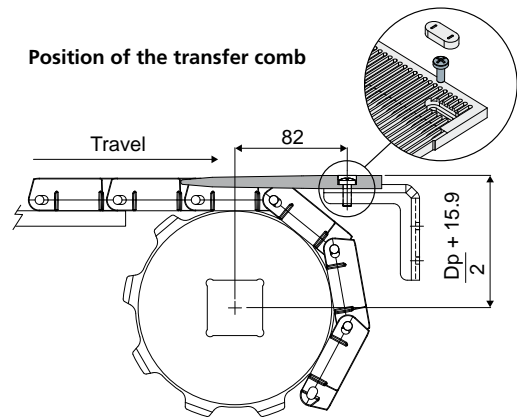 Position of the transfer comb
Travel
82
Dp + 15.9
2